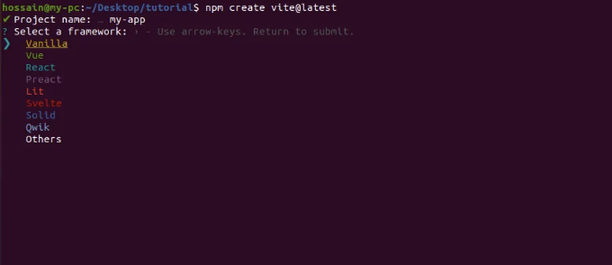 hossain@my-pc:~/Desktop/tutorial$ npm create vite@latest
✔ Project name: … my-app
? Select a framework: › - Use arrow-keys. Return to submit.
❯ Vanilla
Vue
React
Preact
Lit
Svelte
Solid
Qwik
Others